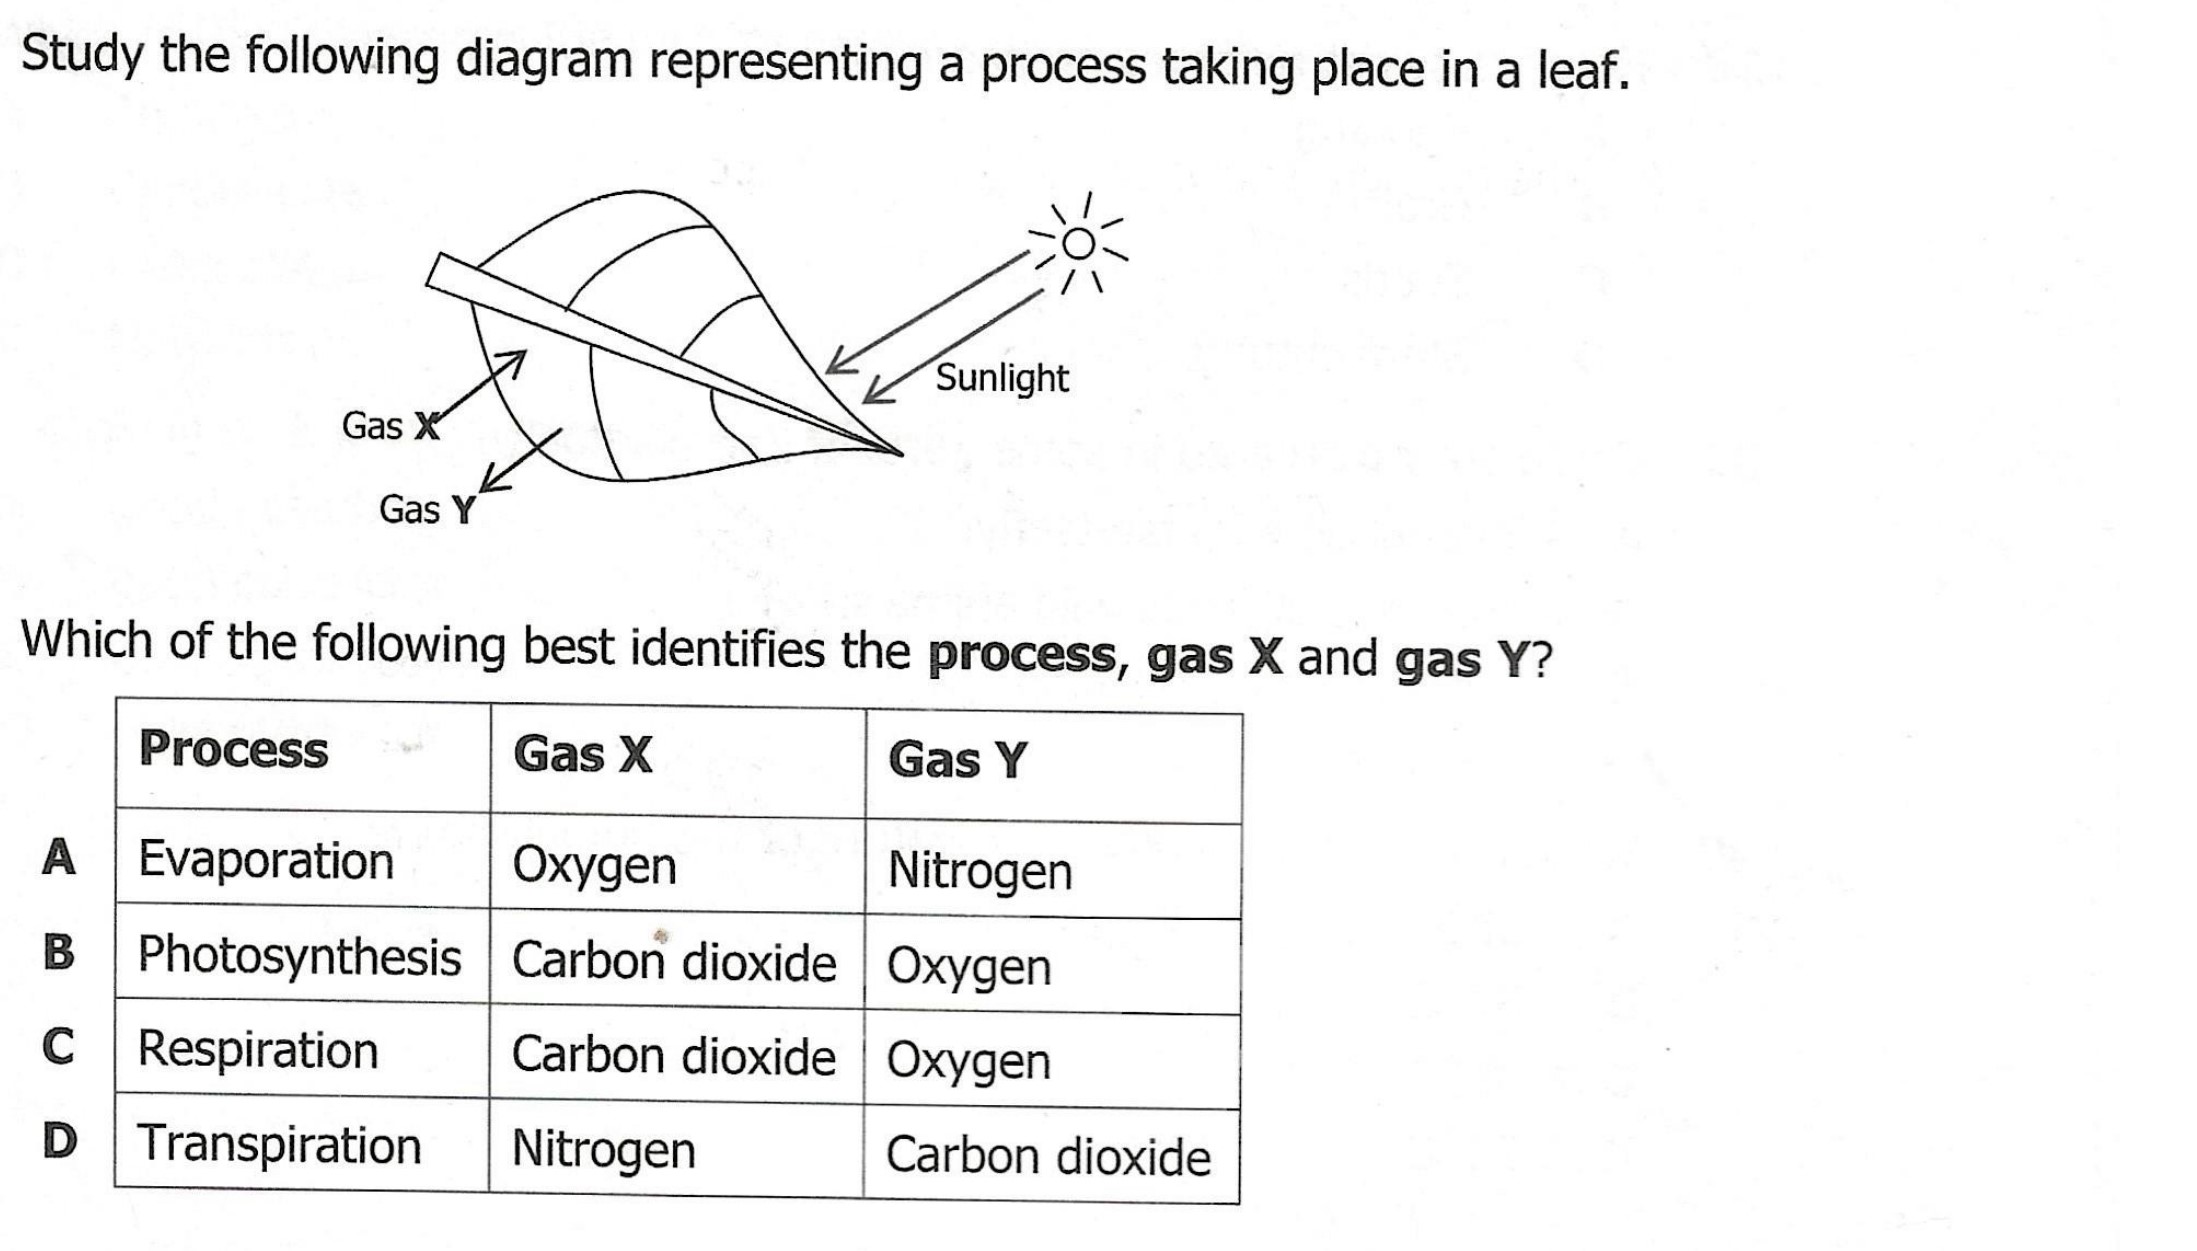 Study the following diagram representing a process taking place in a leaf.
Sunlight
Gas X
Gas Y
Which of the following best identifies the process, gas X and gas Y?
Process Gas X Gas Y
A Evaporation Oxygen Nitrogen
B Photosynthesis Carbon dioxide Oxygen
C Respiration Carbon dioxide Oxygen
D Transpiration Nitrogen Carbon dioxide